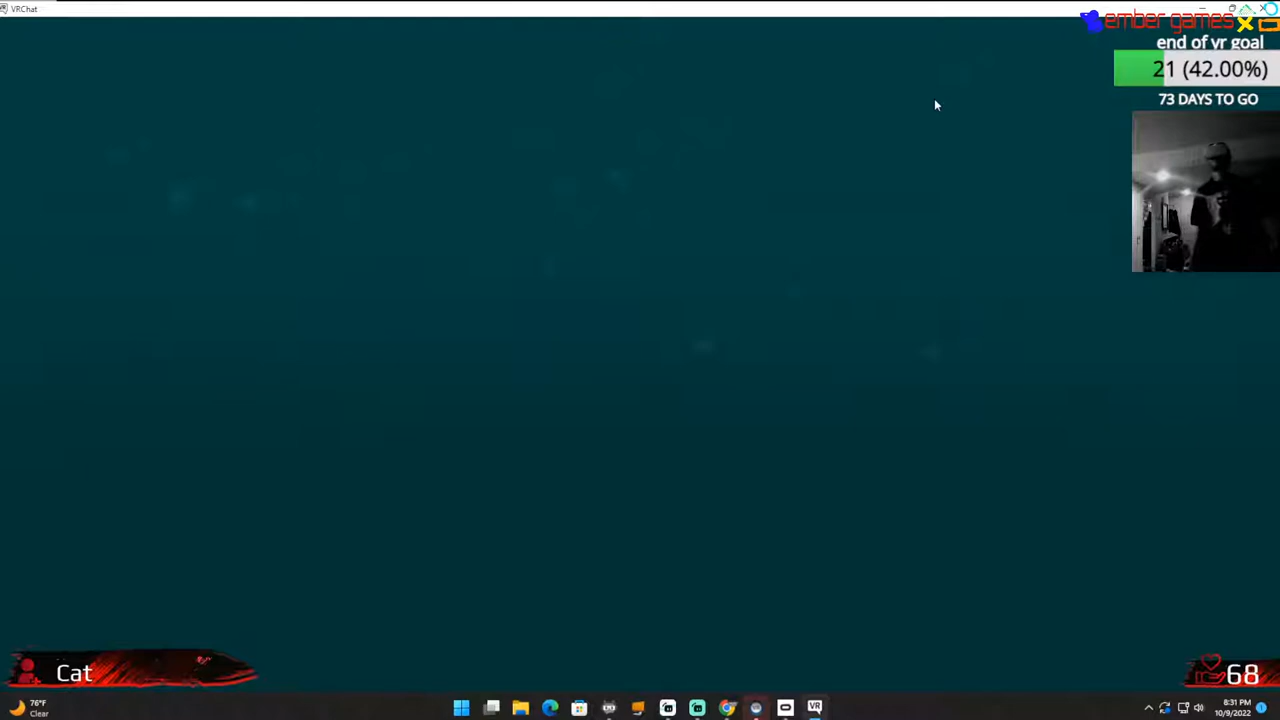 VRChat
ember games
end of yr goal
21 (42.00%)
73 DAYS TO GO
Cat
68
76°F
Clear
VR
8:31 PM
10/9/2022